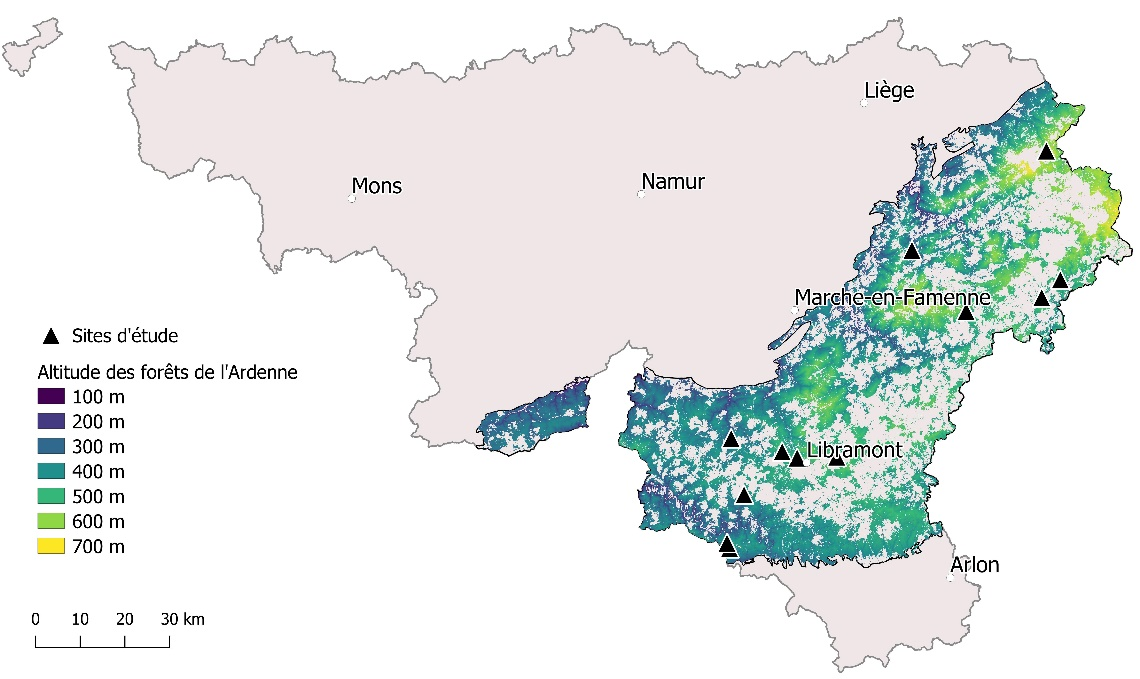 Liège
Mons
Namur
Marche-en-Famenne
Sites d'étude
Altitude des forêts de l'Ardenne
100 m
200 m
300 m
400 m
500 m
600 m
700 m
Libramont
Arlon
0 10 20 30 km